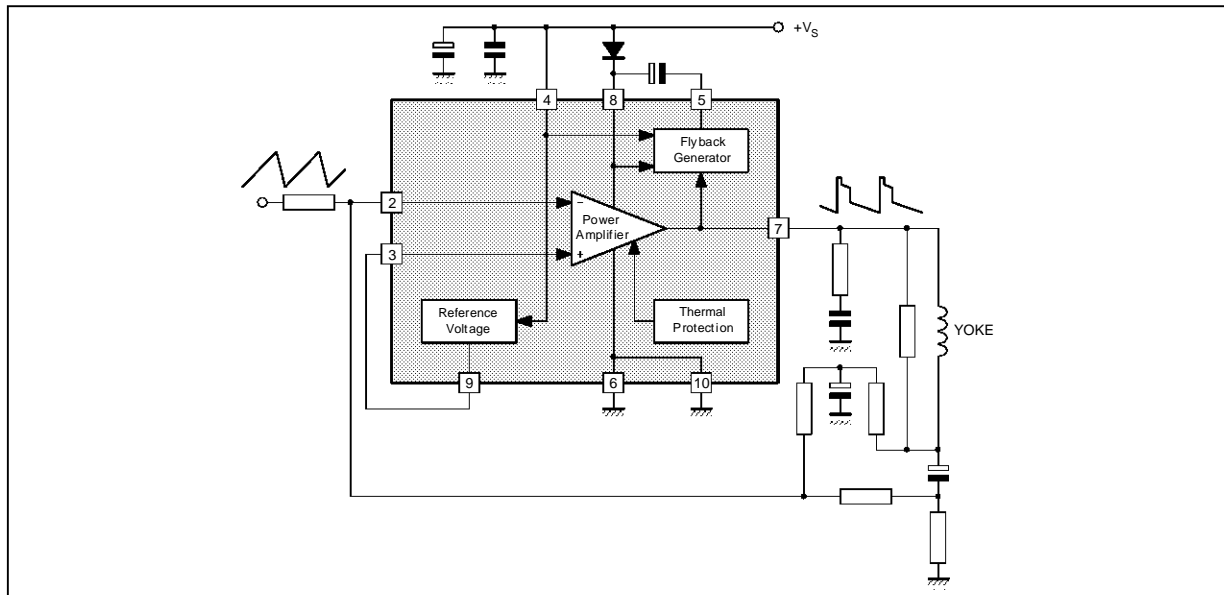 +VS
4
8
5
Flyback
Generator
2
−
Power
Amplifier
7
3
+
Reference
Voltage
Thermal
Protection
YOKE
9
6
10